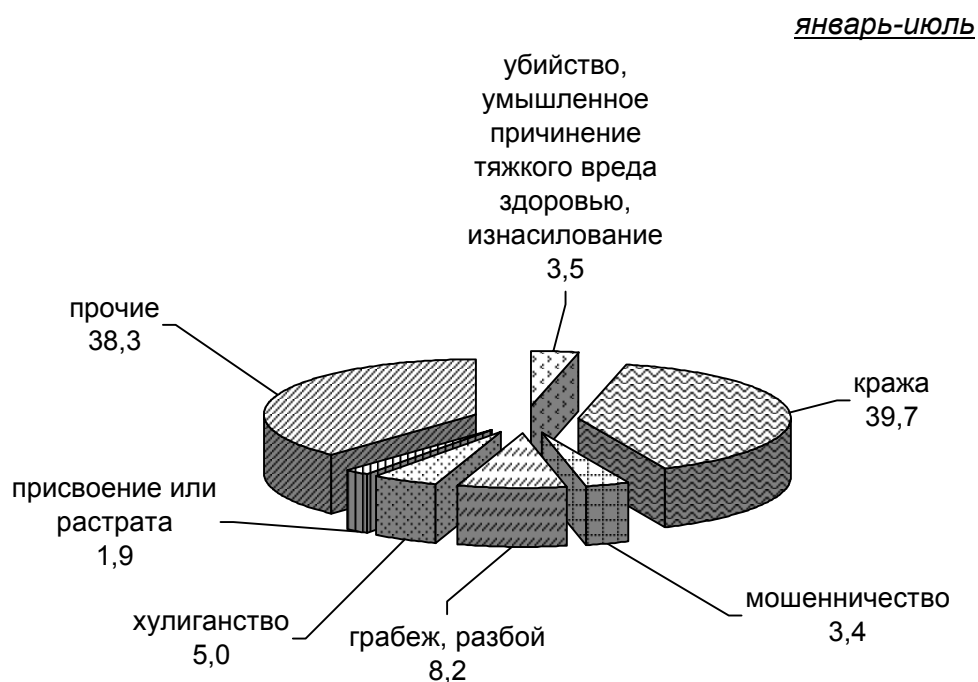 январь-июль
убийство,
умышленное
причинение
тяжкого вреда
здоровью,
изнасилование
3,5
прочие
38,3
кража
39,7
присвоение или
растрата
1,9
мошенничество
3,4
хулиганство
5,0
грабеж, разбой
8,2